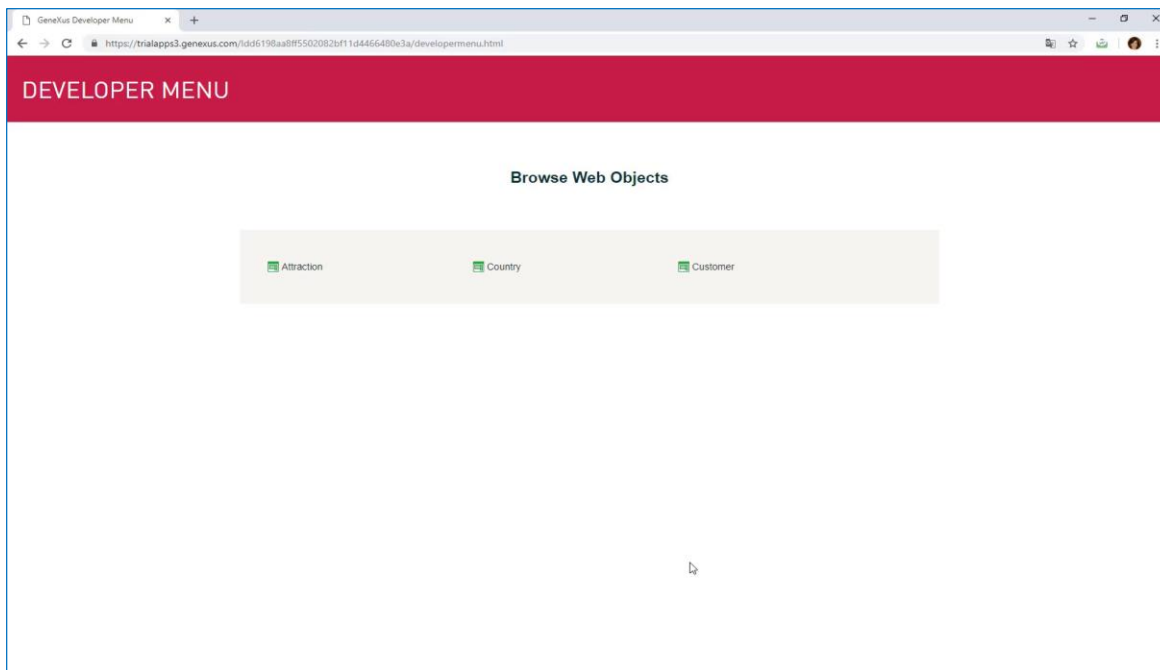 GeneXus Developer Menu
https://trialapps3.genexus.com/Idd6198aa8ff5502082bf11d4466480e3a/developermenu.html
DEVELOPER MENU
Browse Web Objects
Attraction Country Customer